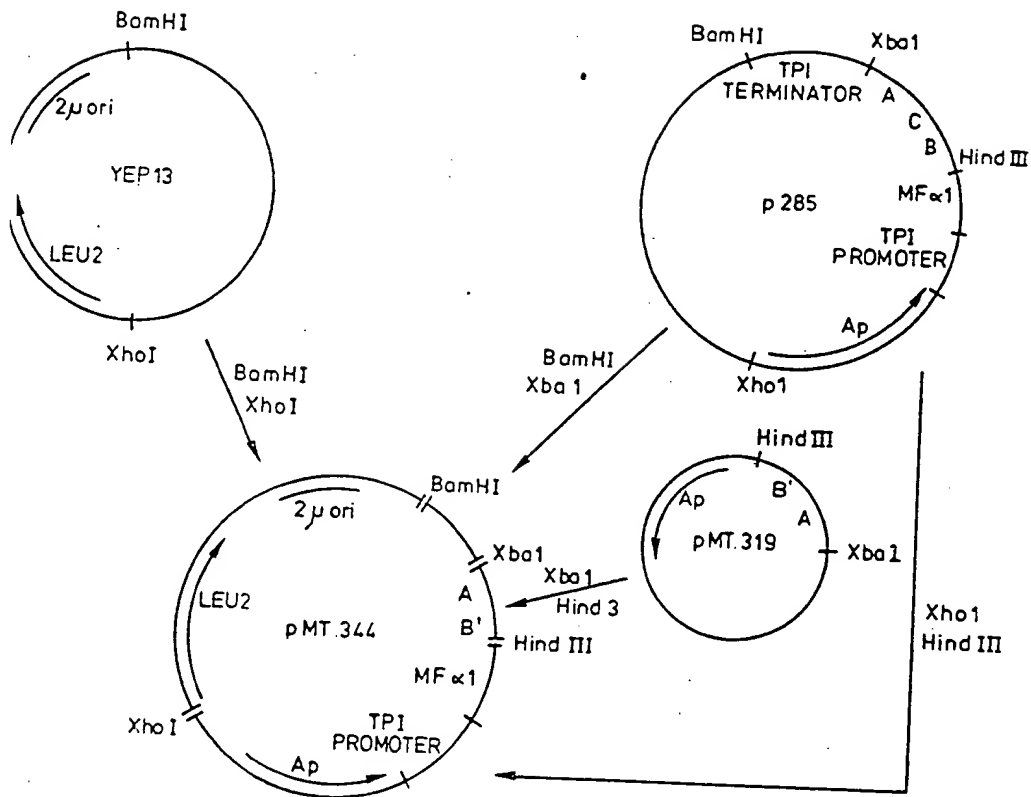 BamHI
2µ ori
YEP13
LEU2
XhoI
BamHI
XhoI
BamHI
Xba1
TPI
TERMINATOR
A
C
B
Hind III
MFα1
p285
TPI
PROMOTER
Ap
Xho1
BamHI
Xba 1
Hind III
B'
A
Ap
pMT.319
Xba1
Xba1
Hind 3
Xho1
Hind III
BamHI
2µ ori
Xba1
A
B'
Hind III
LEU2
pMT.344
MFα1
XhoI
TPI
PROMOTER
Ap